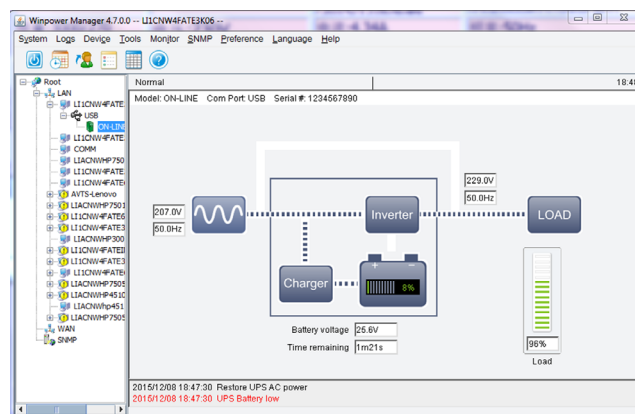 Winpower Manager 4.7.0.0 -- LI1CNW4FATE3K06 --
System Logs Device Tools Monitor SNMP Preference Language Help
Root
LAN
LI1CNW4FATE
USB
ON-LINE
LI1CNW4FATE
COMM
LIACNWHP750
LI1CNW4FATE
LI1CNW4FATE
AVTS-Lenovo
LIACNWHP7501
LI1CNW4FATE6
LI1CNW4FATE3
LIACNWHP300
LI1CNW4FATEII
LI1CNW4FATE3
LI1CNW4FATE
LIACNWHP7505
LIACNWHP451C
LIACNWhp451
LIACNWHP7505
WAN
SNMP
Normal
18:48
Model: ON-LINE Com Port: USB Serial #: 1234567890
207.0V
50.0Hz
Inverter
229.0V
50.0Hz
LOAD
Charger
+ −
8%
Battery voltage 25.6V
Time remaining 1m21s
96%
Load
2015/12/08 18:47:30 Restore UPS AC power
2015/12/08 18:47:30 UPS Battery low